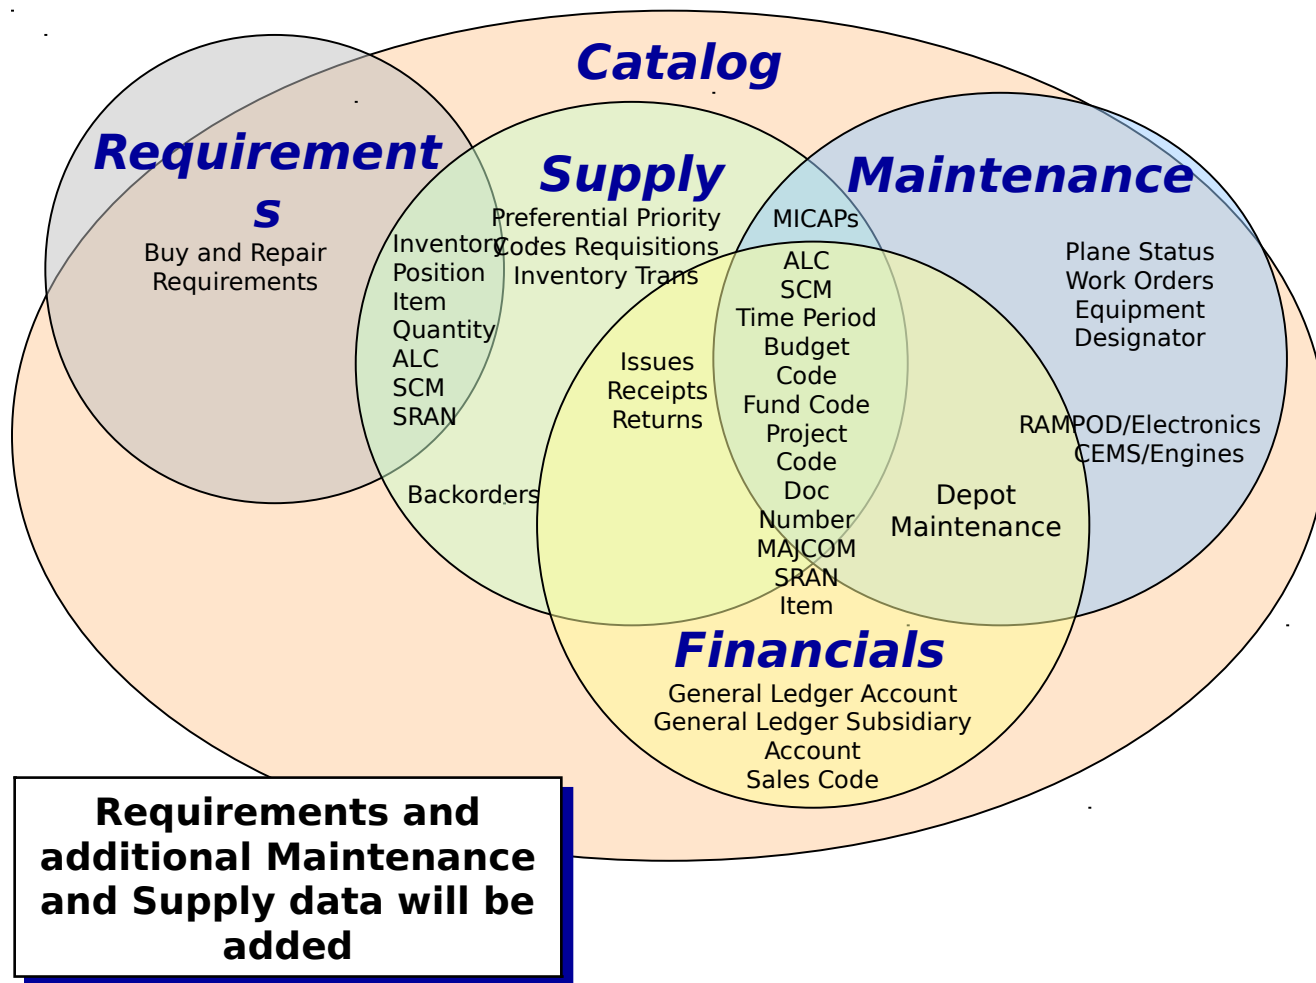 Catalog
Requirement
s
Buy and Repair
Requirements
Inventory
Position
Item
Quantity
ALC
SCM
SRAN
Backorders
Supply
Preferential Priority
Codes Requisitions
Inventory Trans
Issues
Receipts
Returns
MICAPs
ALC
SCM
Time Period
Budget
Code
Fund Code
Project
Code
Doc
Number
MAJCOM
SRAN
Item
Maintenance
Plane Status
Work Orders
Equipment
Designator
RAMPOD/Electronics
CEMS/Engines
Depot
Maintenance
Financials
General Ledger Account
General Ledger Subsidiary
Account
Sales Code
Requirements and
additional Maintenance
and Supply data will be
added